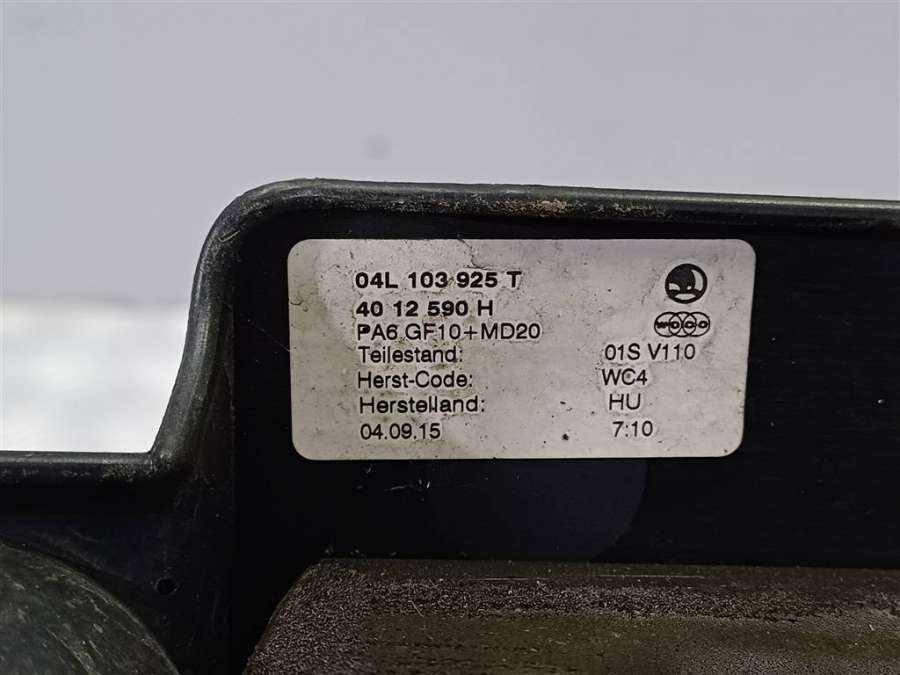 04L 103 925 T
40 12 590 H
WOCO
PA6 GF10+MD20
Teilestand: 01S V110
Herst-Code: WC4
Herstelland: HU
04.09.15 7:10